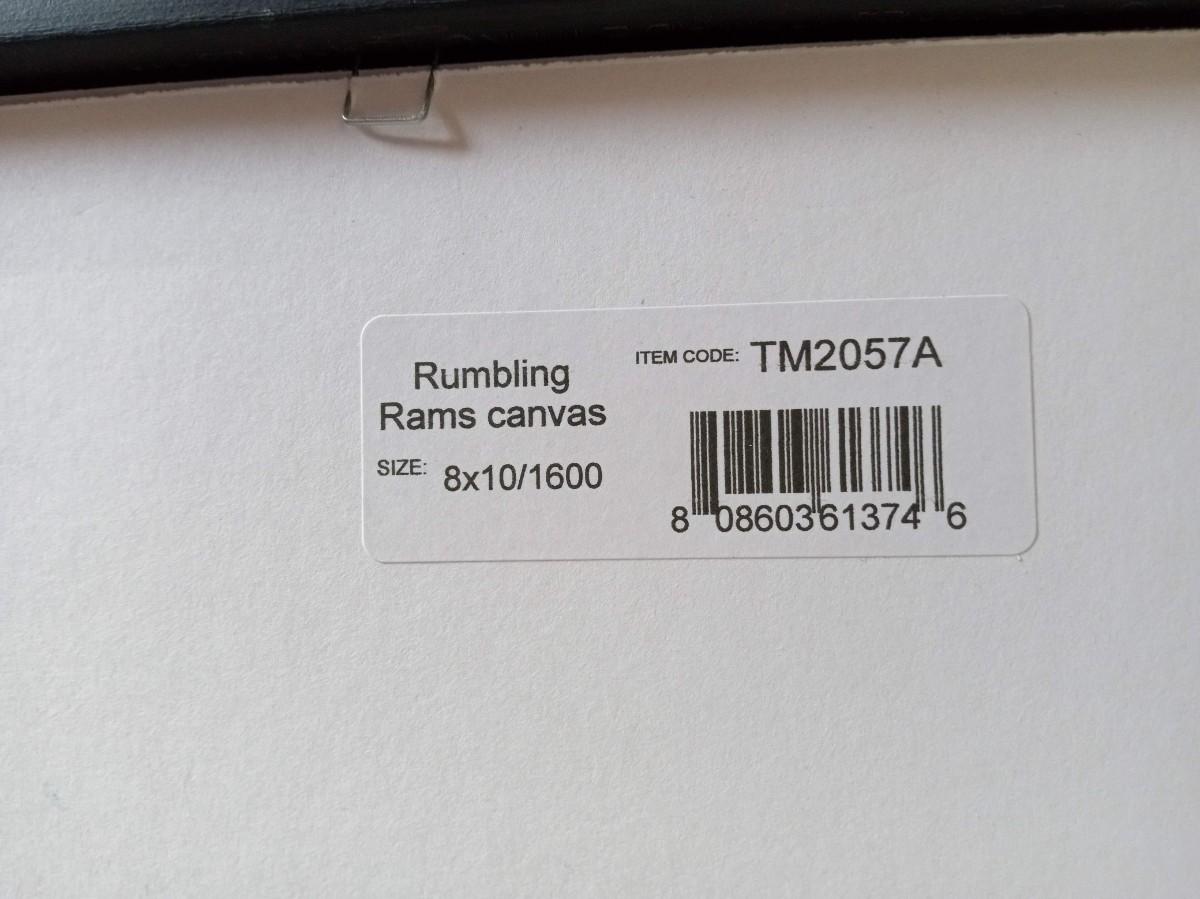 Rumbling
Rams canvas
SIZE: 8x10/1600
ITEM CODE: TM2057A
8 08603 61374 6